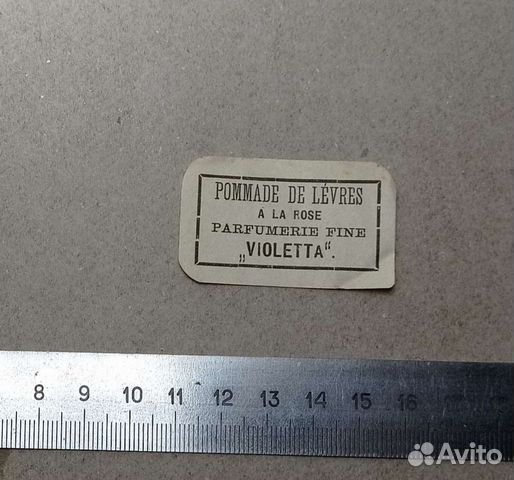 POMMADE DE LÉVRES
A LA ROSE
PARFUMERIE FINE
„VIOLETTA“.
8 9 10 11 12 13 14 15 16
Avito